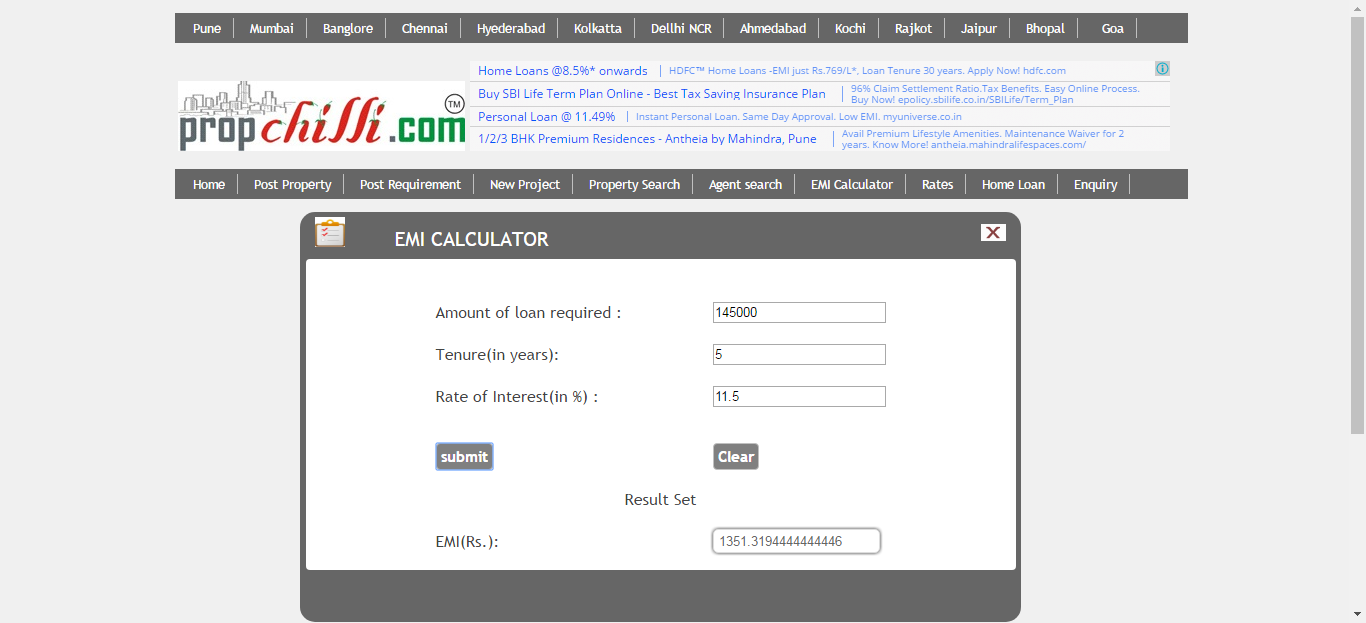 Pune Mumbai Banglore Chennai Hyederabad Kolkatta Dellhi NCR Ahmedabad Kochi Rajkot Jaipur Bhopal Goa
propchilli.com TM
Home Loans @8.5%* onwards HDFC™ Home Loans -EMI just Rs.769/L*, Loan Tenure 30 years. Apply Now! hdfc.com
Buy SBI Life Term Plan Online - Best Tax Saving Insurance Plan 96% Claim Settlement Ratio.Tax Benefits. Easy Online Process.
Buy Now! epolicy.sbilife.co.in/SBILife/Term_Plan
Personal Loan @ 11.49% Instant Personal Loan. Same Day Approval. Low EMI. myuniverse.co.in
1/2/3 BHK Premium Residences - Antheia by Mahindra, Pune Avail Premium Lifestyle Amenities. Maintenance Waiver for 2
years. Know More! antheia.mahindralifespaces.com/
Home Post Property Post Requirement New Project Property Search Agent search EMI Calculator Rates Home Loan Enquiry
EMI CALCULATOR X
Amount of loan required : 145000
Tenure(in years): 5
Rate of Interest(in %) : 11.5
submit Clear
Result Set
EMI(Rs.): 1351.3194444444446